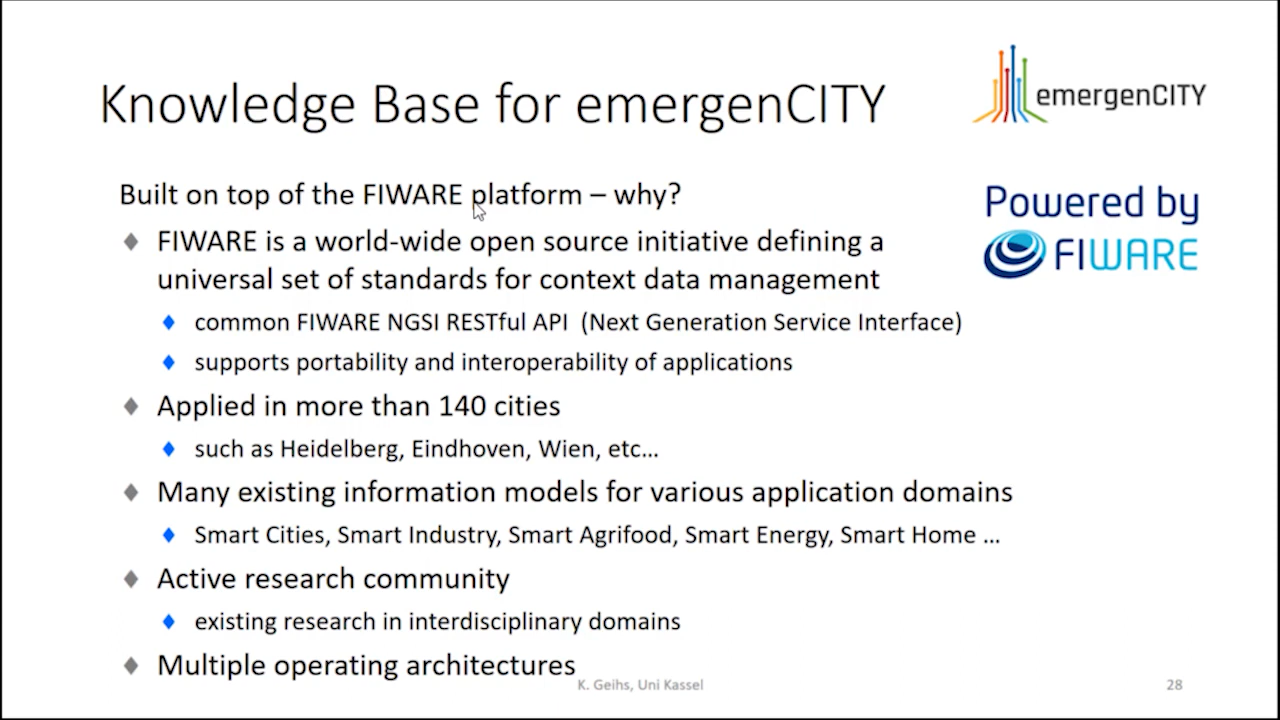 Knowledge Base for emergenCITY
emergenCITY
Built on top of the FIWARE platform – why?
Powered by
FIWARE
FIWARE is a world-wide open source initiative defining a
universal set of standards for context data management
common FIWARE NGSI RESTful API (Next Generation Service Interface)
supports portability and interoperability of applications
Applied in more than 140 cities
such as Heidelberg, Eindhoven, Wien, etc…
Many existing information models for various application domains
Smart Cities, Smart Industry, Smart Agrifood, Smart Energy, Smart Home …
Active research community
existing research in interdisciplinary domains
Multiple operating architectures
K. Geihs, Uni Kassel
28